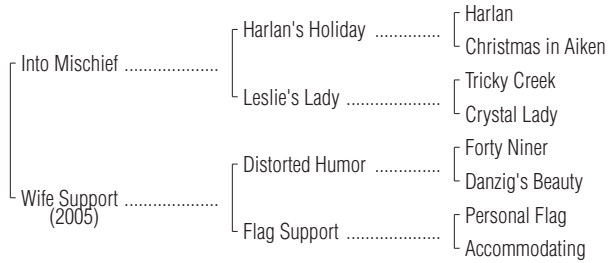 Harlan
Harlan's Holiday ..............
Christmas in Aiken
Into Mischief ....................
Tricky Creek
Leslie's Lady ....................
Crystal Lady
Forty Niner
Distorted Humor ..............
Danzig's Beauty
Wife Support ....................
(2005)
Personal Flag
Flag Support ....................
Accommodating